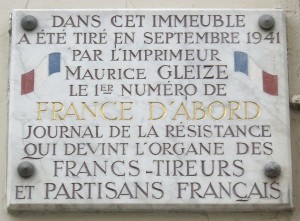 DANS CET IMMEUBLE
A ÉTÉ TIRÉ EN SEPTEMBRE 1941
PAR L'IMPRIMEUR
MAURICE GLEIZE
LE 1ER NUMÉRO DE
FRANCE D'ABORD
JOURNAL DE LA RÉSISTANCE
QUI DEVINT L'ORGANE DES
FRANCS-TIREURS
ET PARTISANS FRANÇAIS